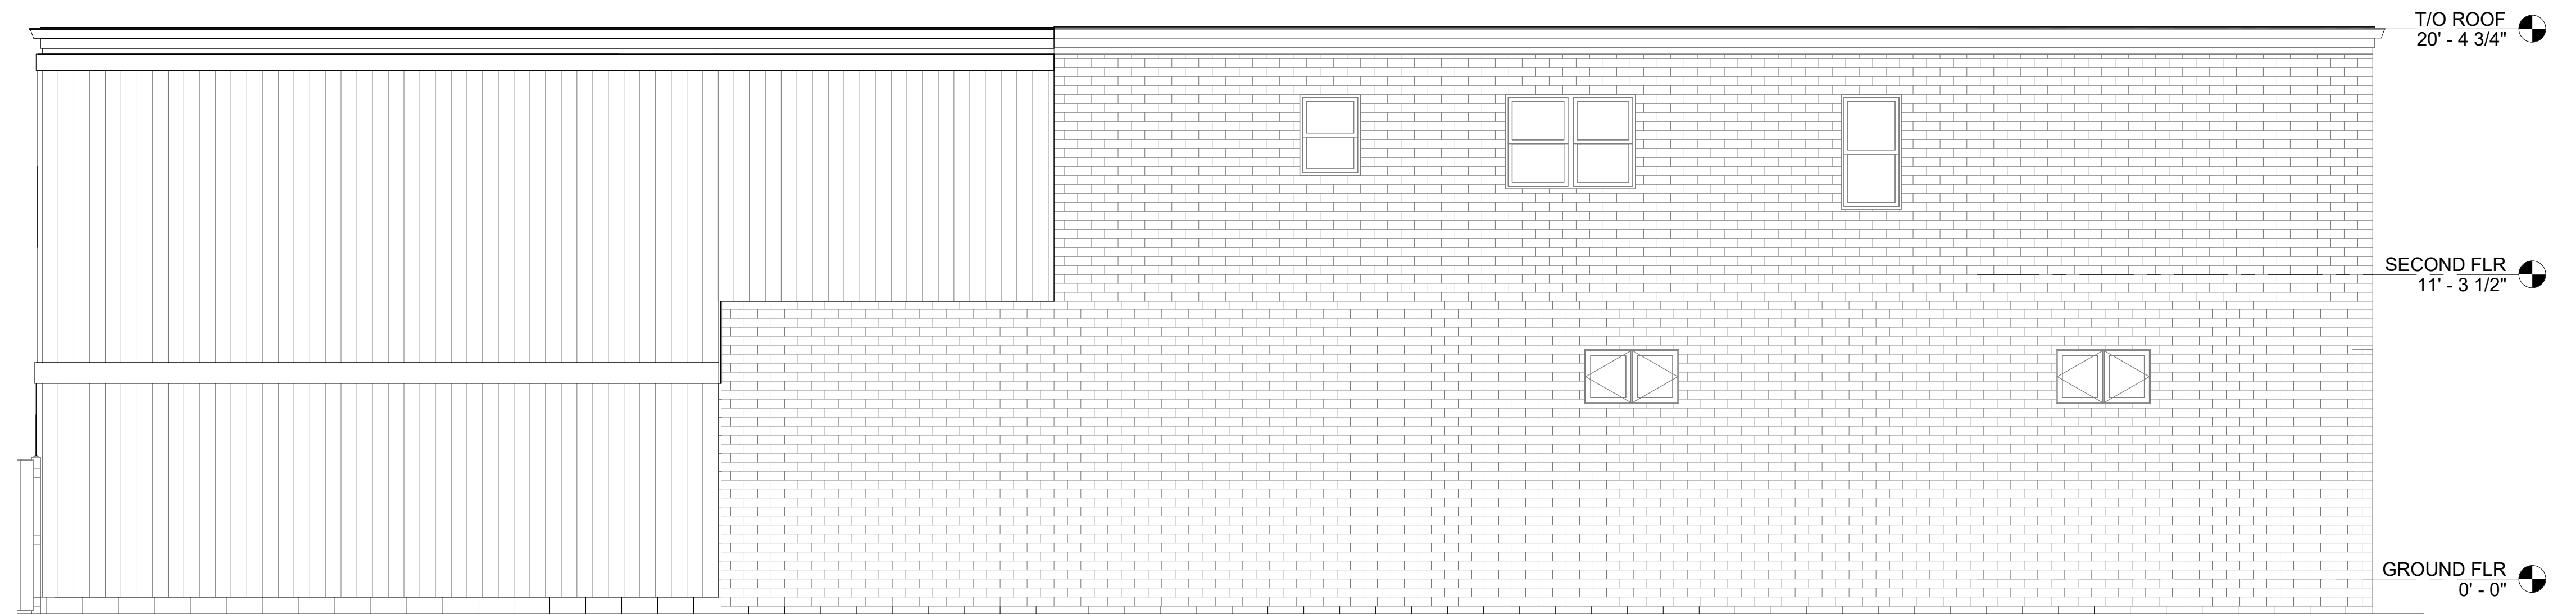 T/O ROOF
20' - 4 3/4"
SECOND FLR
11' - 3 1/2"
GROUND FLR
0' - 0"